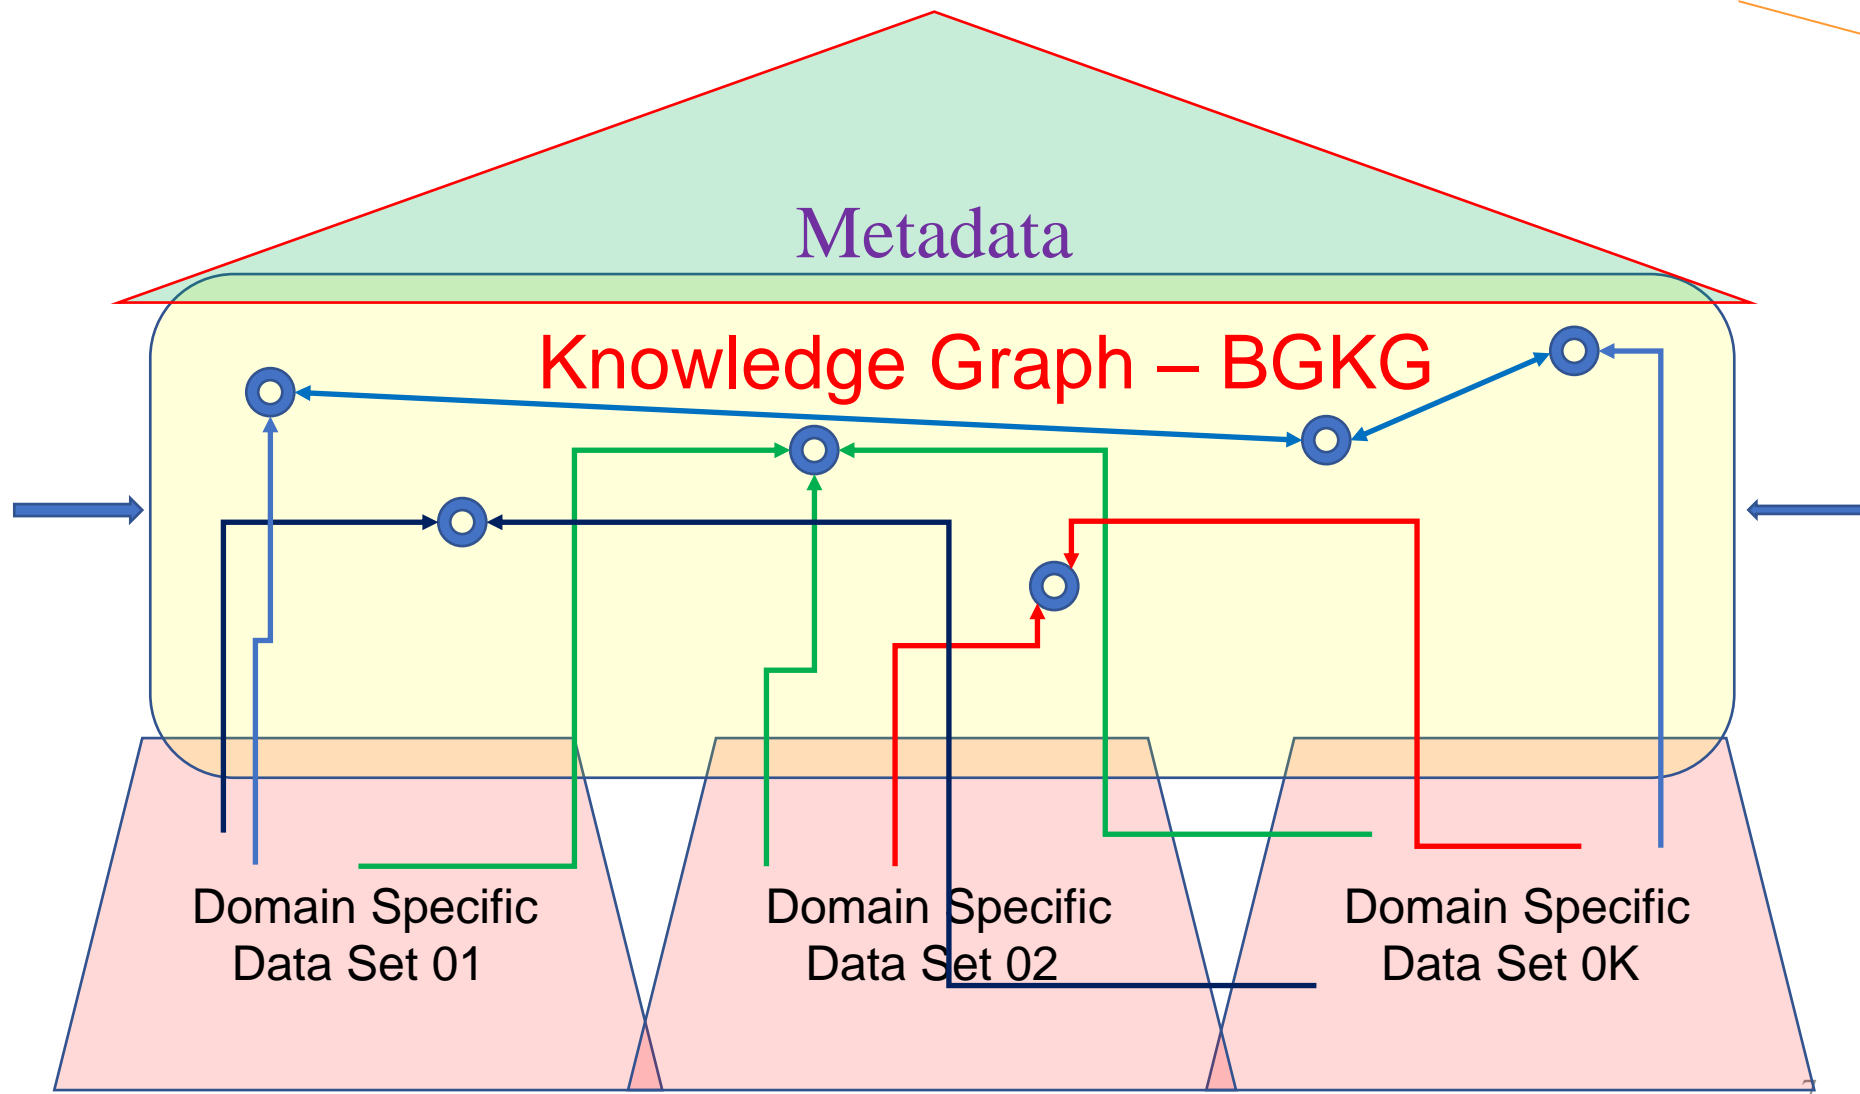 Metadata
Knowledge Graph – BGKG
Domain Specific
Data Set 01
Domain Specific
Data Set 02
Domain Specific
Data Set 0K